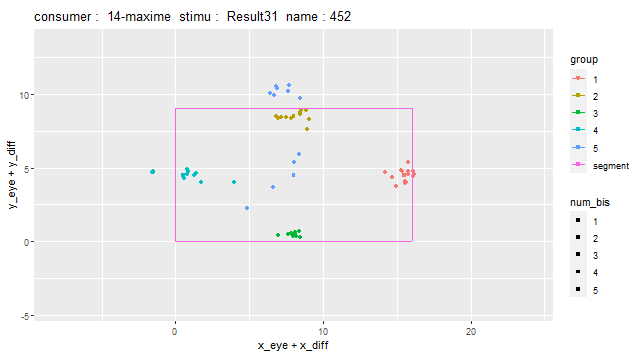 consumer :  14-maxime  stimu :  Result31  name : 452
10
5
0
-5
y_eye + y_diff
0
10
20
x_eye + x_diff
group
1
2
3
4
5
segment
num_bis
1
2
3
4
5